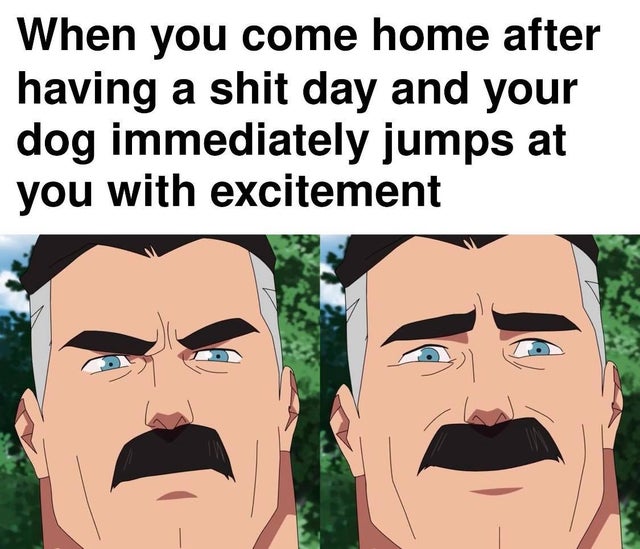 When you come home after
having a shit day and your
dog immediately jumps at
you with excitement